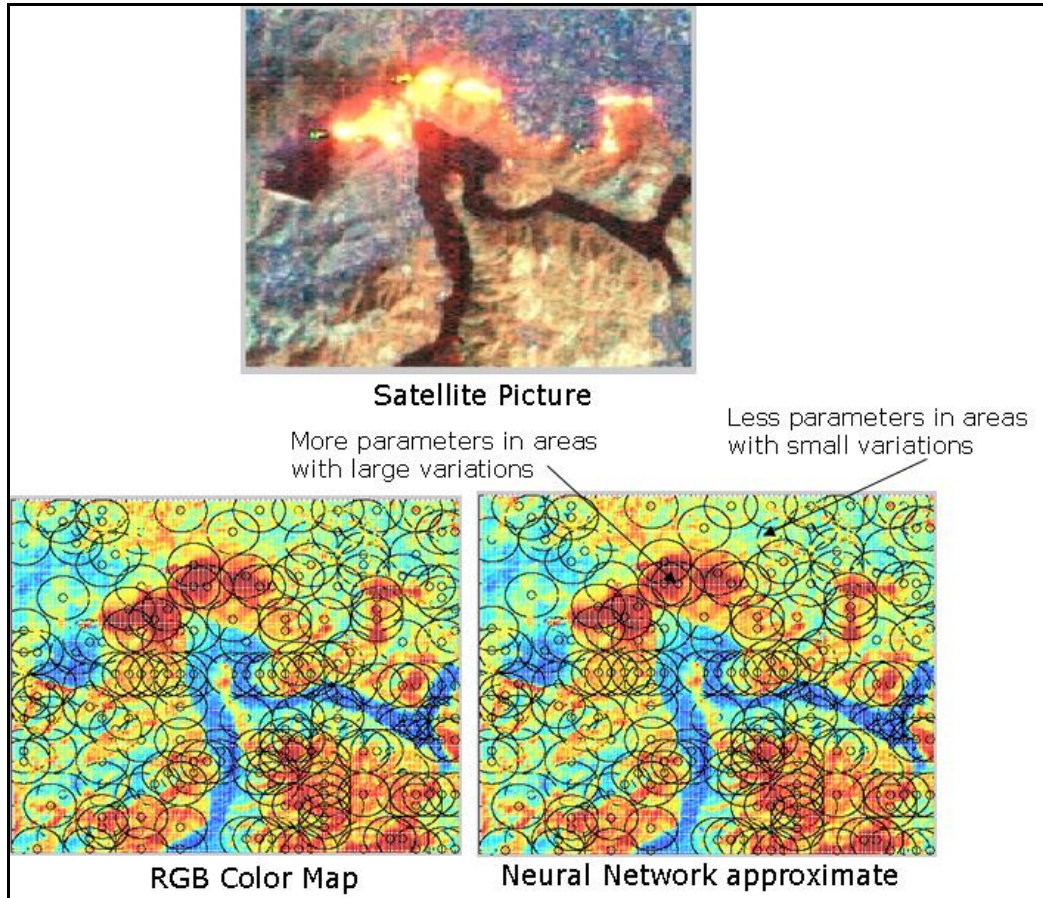 Satellite Picture
More parameters in areas
with large variations
Less parameters in areas
with small variations
RGB Color Map
Neural Network approximate